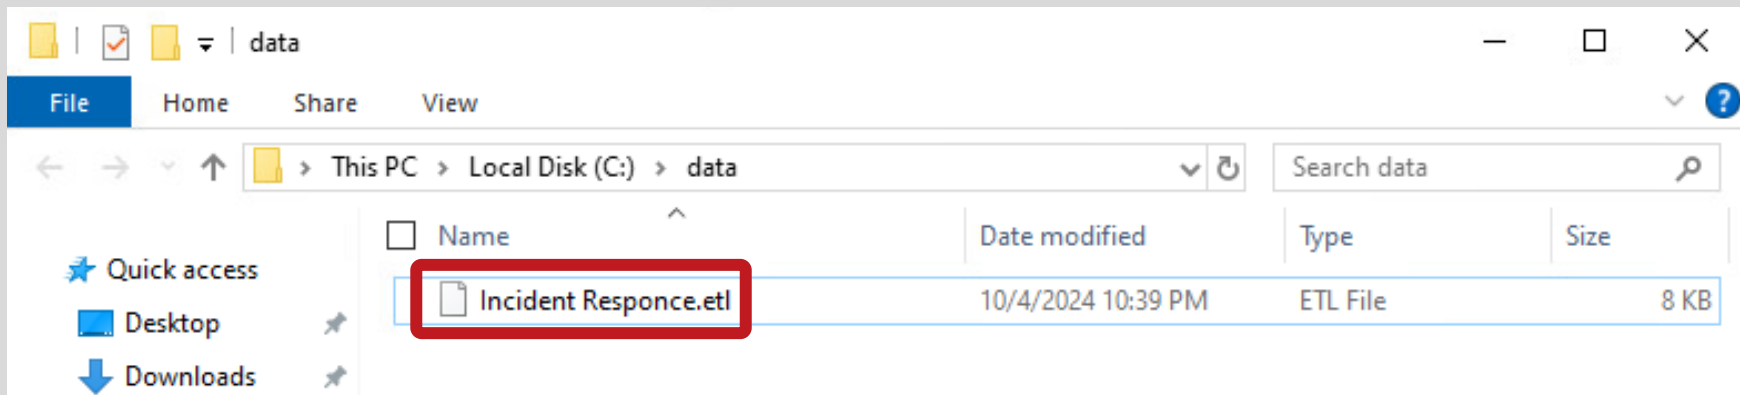 data
File Home Share View ?
This PC > Local Disk (C:) > data Search data
Name Date modified Type Size
Quick access
Incident Responce.etl 10/4/2024 10:39 PM ETL File 8 KB
Desktop
Downloads